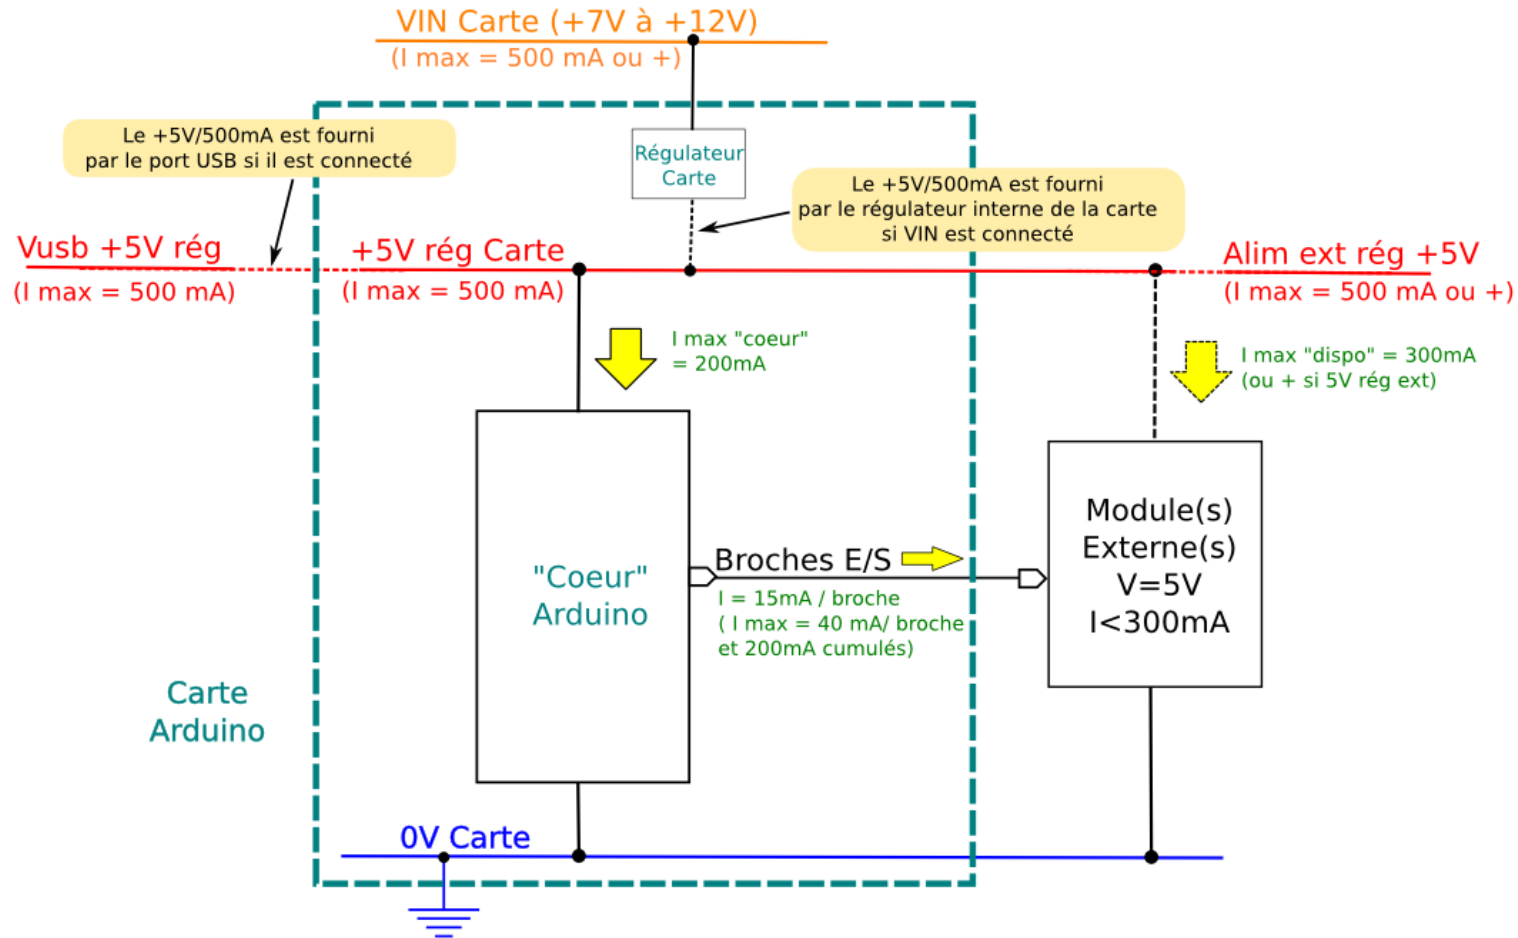 VIN Carte (+7V à +12V)
(I max = 500 mA ou +)
Le +5V/500mA est fourni
par le port USB si il est connecté
Régulateur
Carte
Le +5V/500mA est fourni
par le régulateur interne de la carte
si VIN est connecté
Vusb +5V rég
(I max = 500 mA)
+5V rég Carte
(I max = 500 mA)
Alim ext rég +5V
(I max = 500 mA ou +)
I max "coeur"
= 200mA
I max "dispo" = 300mA
(ou + si 5V rég ext)
"Coeur"
Arduino
Broches E/S
I = 15mA / broche
( I max = 40 mA/ broche
et 200mA cumulés)
Module(s)
Externe(s)
V=5V
I<300mA
Carte
Arduino
0V Carte